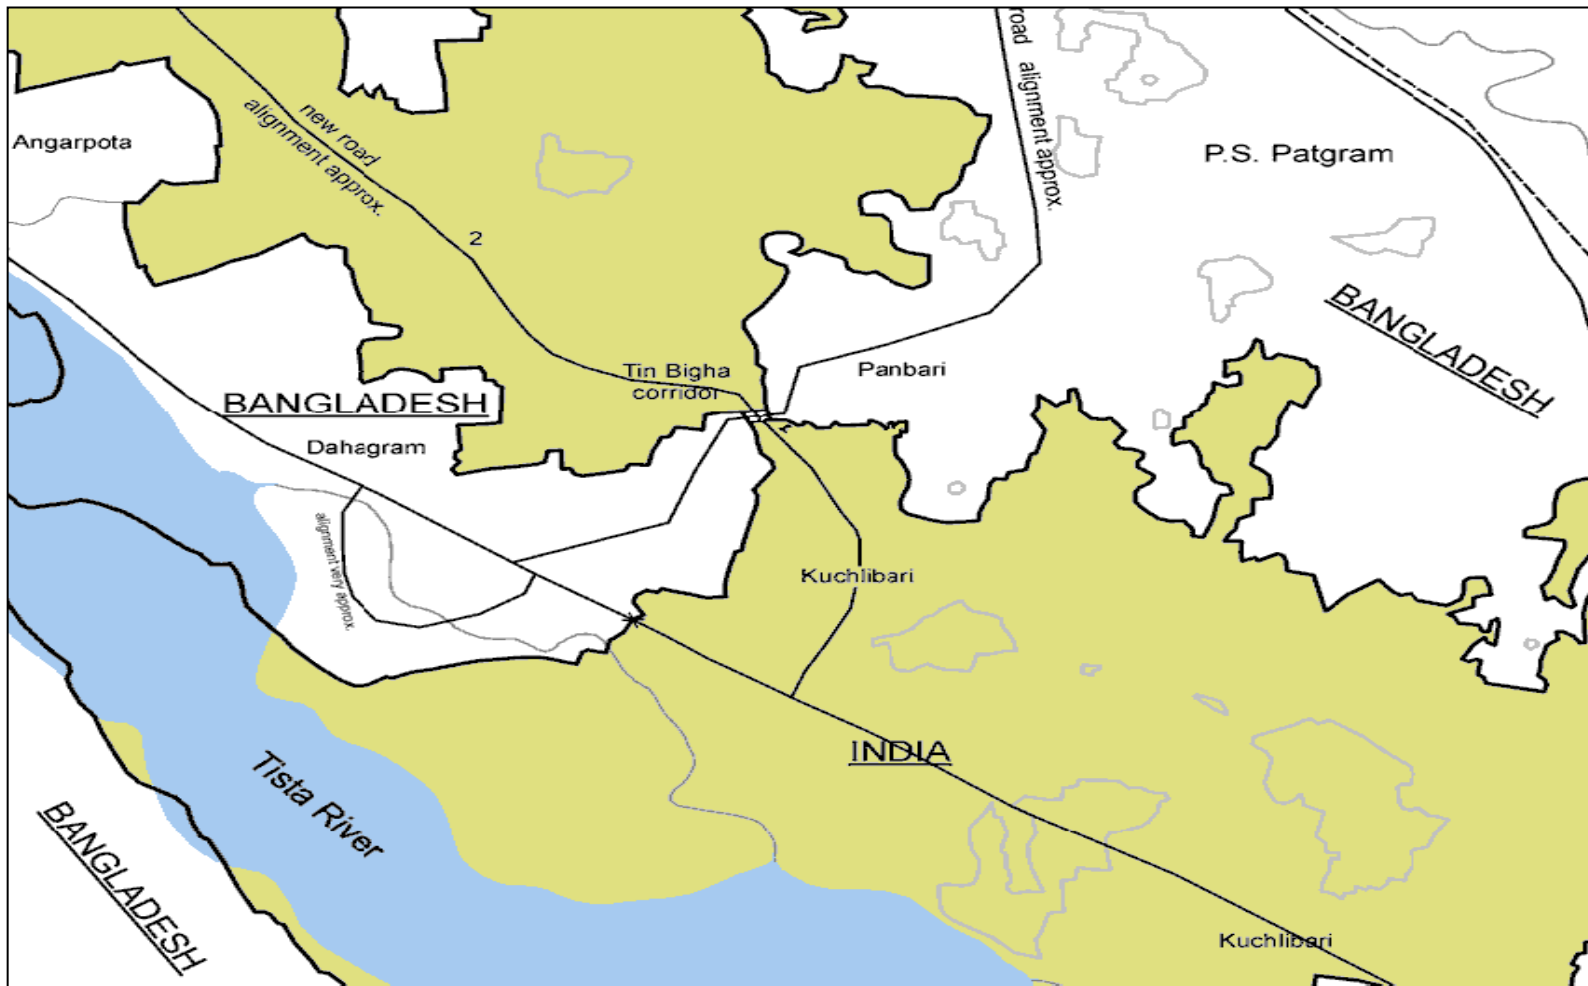 road alignment approx.
Angarpota
new road
alignment approx.
P.S. Patgram
2
BANGLADESH
Tin Bigha
corridor
Panbari
BANGLADESH
Dahagram
1
alignment very approx.
Kuchlibari
INDIA
Tista River
BANGLADESH
Kuchlibari